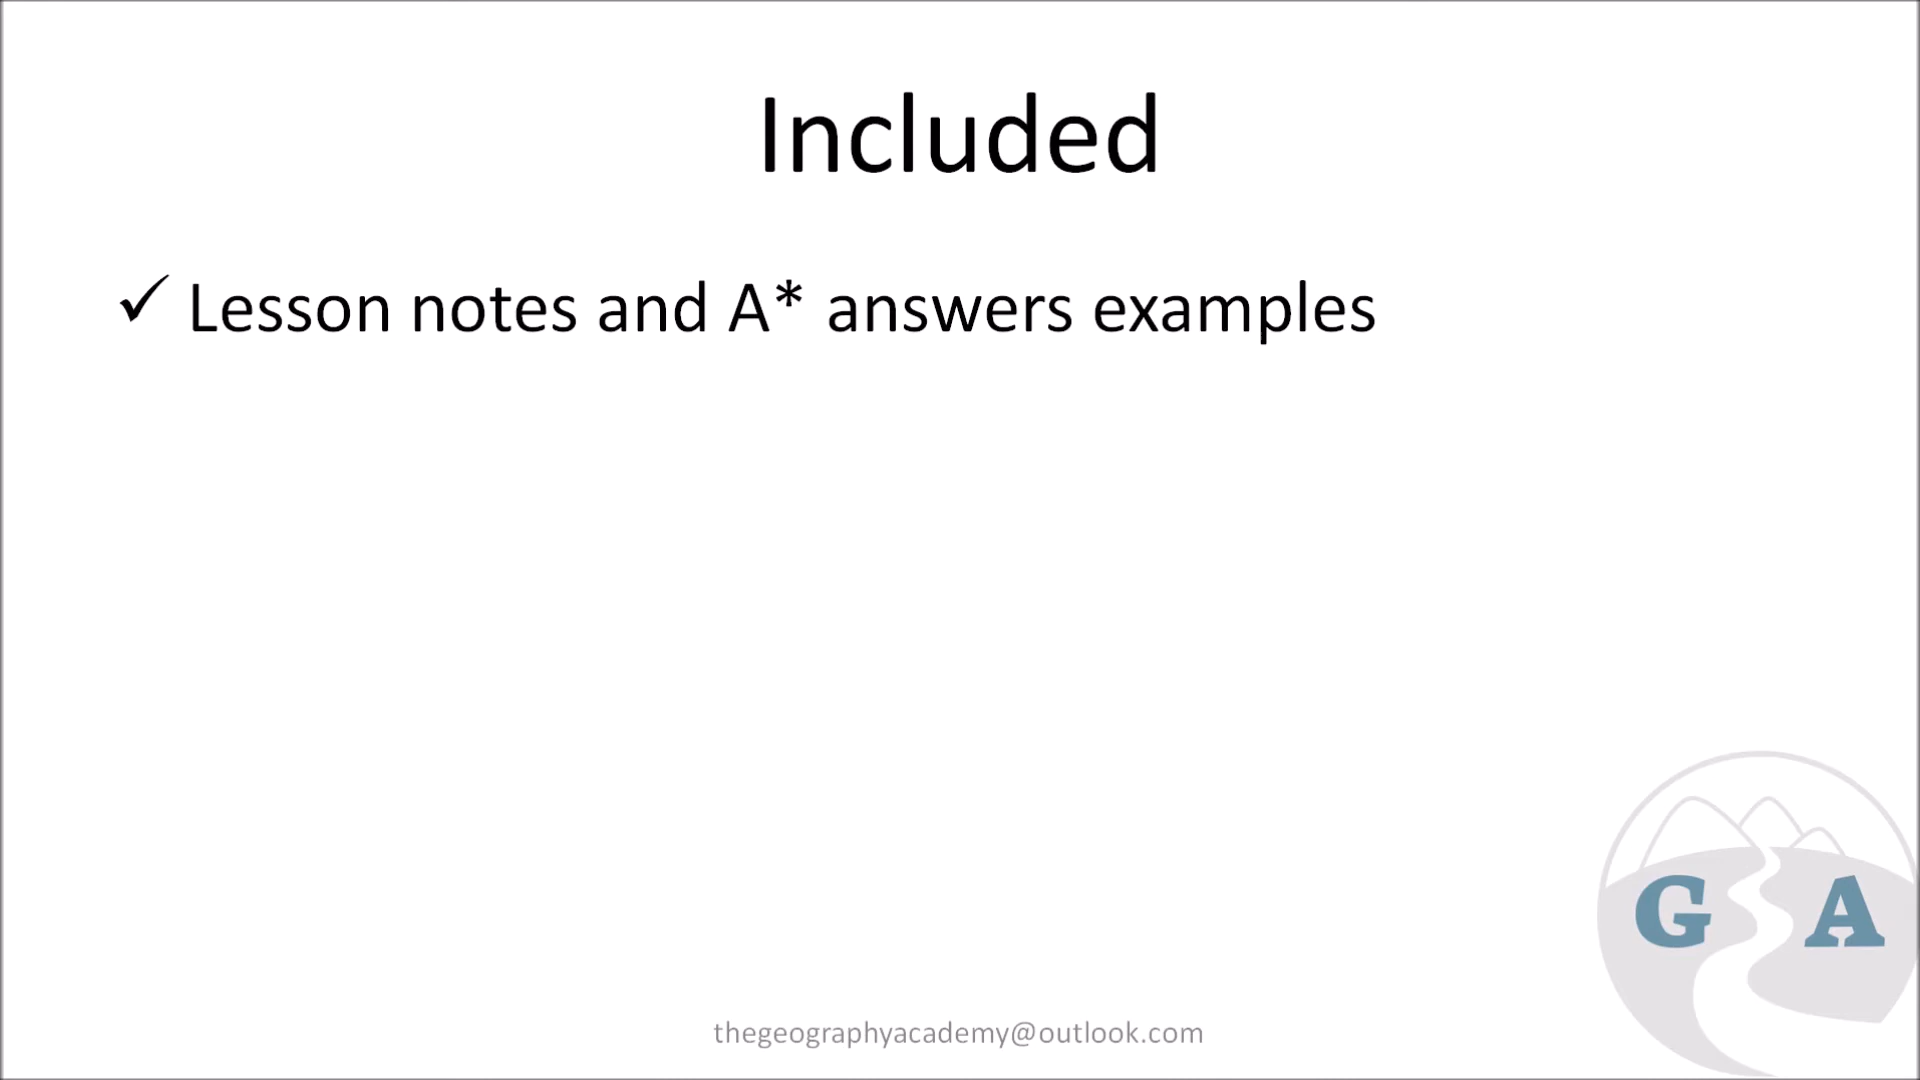 Included
✓ Lesson notes and A* answers examples
G A
thegeographyacademy@outlook.com